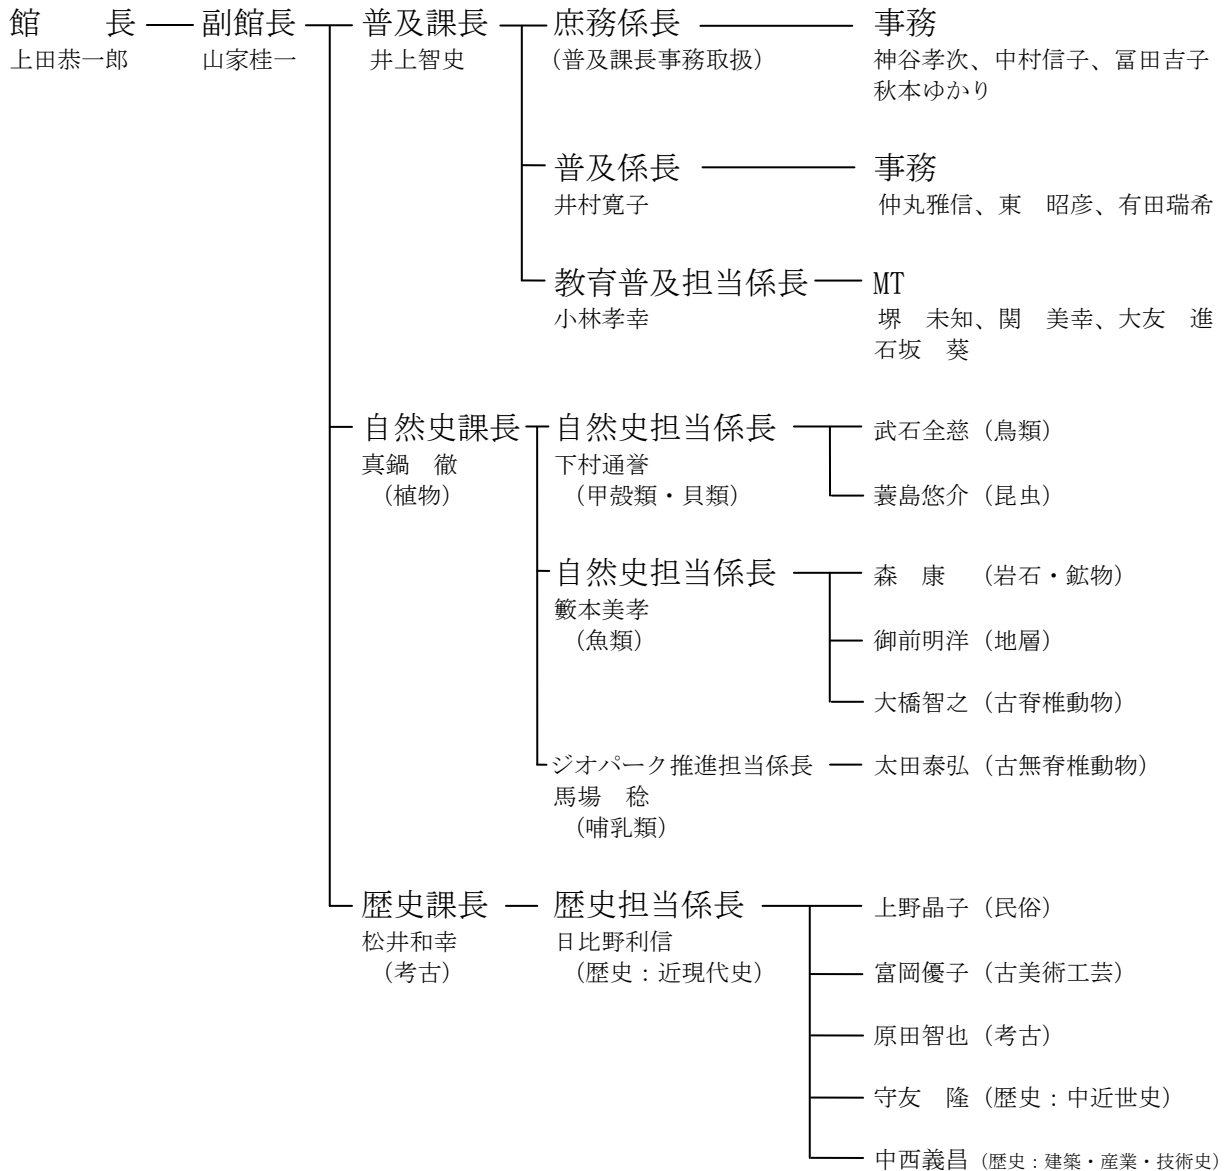 館　　長　副館長　普及課長　庶務係長　事務
上田恭一郎　山家桂一　井上智史　(普及課長事務取扱)　神谷孝次、中村信子、冨田吉子
秋本ゆかり
普及係長　事務
井村寛子　仲丸雅信、東　昭彦、有田瑞希
教育普及担当係長　MT
小林孝幸　堺　未知、関　美幸、大友　進
石坂　葵
自然史課長　自然史担当係長　武石全慈（鳥類）
真鍋　徹　下村通誉
（植物）　（甲殻類・貝類）　蓑島悠介（昆虫）
自然史担当係長　森　康　（岩石・鉱物）
籔本美孝
（魚類）　御前明洋（地層）
大橋智之（古脊椎動物）
ジオパーク推進担当係長　太田泰弘（古無脊椎動物）
馬場　稔
（哺乳類）
歴史課長　歴史担当係長　上野晶子（民俗）
松井和幸　日比野利信
（考古）　（歴史：近現代史）　富岡優子（古美術工芸）
原田智也（考古）
守友　隆（歴史：中近世史）
中西義昌（歴史：建築・産業・技術史）